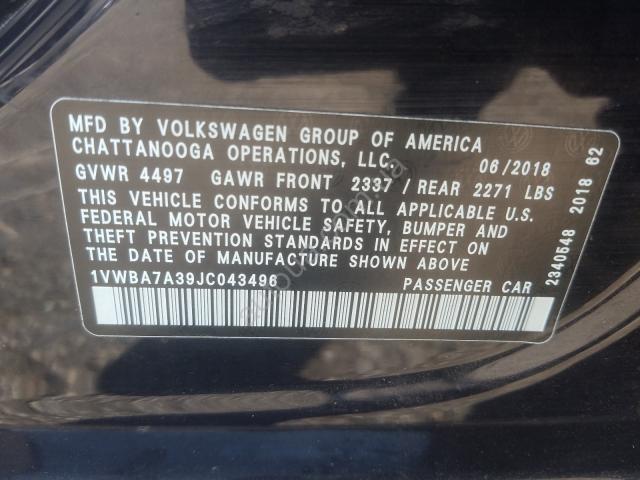 MFD BY VOLKSWAGEN GROUP OF AMERICA
CHATTANOOGA OPERATIONS, LLC. 06/2018
GVWR 4497 GAWR FRONT 2337 / REAR 2271 LBS
THIS VEHICLE CONFORMS TO ALL APPLICABLE U.S.
FEDERAL MOTOR VEHICLE SAFETY, BUMPER AND
THEFT PREVENTION STANDARDS IN EFFECT ON
THE DATE OF MANUFACTURE SHOWN ABOVE.
1VWBA7A39JC043496 PASSENGER CAR
2340548 2018 62